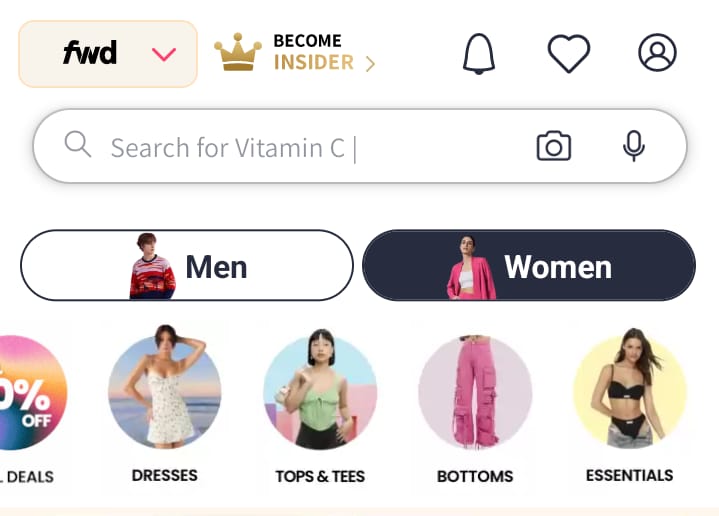 fwd
BECOME
INSIDER
Search for Vitamin C
Men
Women
0%
OFF
DEALS
DRESSES
TOPS & TEES
BOTTOMS
ESSENTIALS